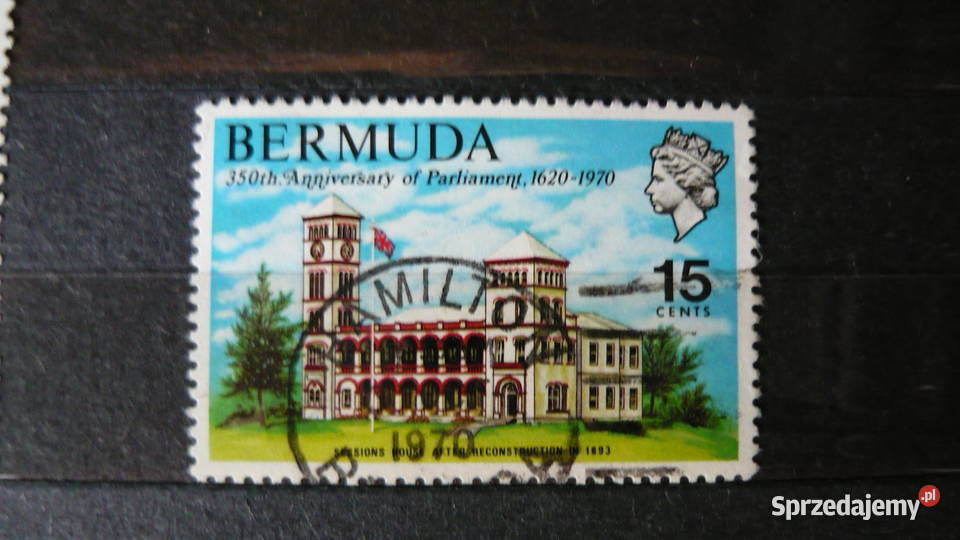 BERMUDA
350th. Anniversary of Parliament, 1620-1970
15
CENTS
HAMILTON
1970
SESSIONS HOUSE AFTER RECONSTRUCTION IN 1893
Sprzedajemy.pl